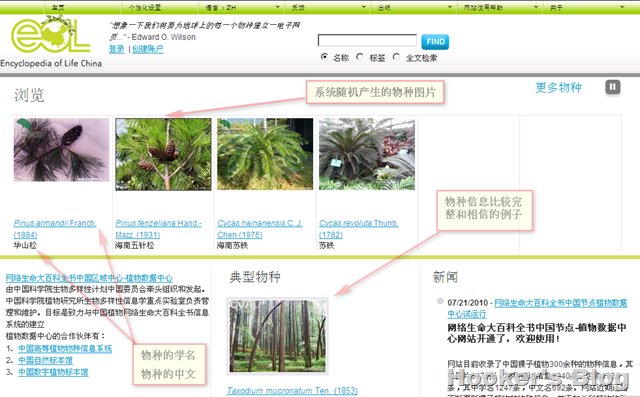 主页
个性化设置
语言：ZH
反馈
出版
网站使用帮助
关于
eOL
Encyclopedia of Life China
"想象一下我们将要为地球上的每一个物种建立一电子网
页..." - Edward O. Wilson
登录 | 创建账户
FIND
名称 标签 全文检索
浏览
系统随机产生的物种图片
更多物种
Pinus armandii Franch. (1884)
华山松
Pinus fenzeliana Hand.-Mazz. (1931)
海南五针松
Cycas hainanensis C. J. Chen (1975)
海南苏铁
Cycas revoluta Thunb. (1782)
苏铁
物种信息比较完
整和相信的例子
网络生命大百科全书中国区域中心-植物数据中心
由中国科学院生物多样性计划中国委员会牵头组织和发起。
中国科学院植物研究所生物多样性信息学重点实验室负责管
理和维护。目标是致力与中国植物网络生命大百科全书信息
系统的建立
植物数据中心的合作伙伴有：
1、中国高等植物物种信息系统
2、中国自然标本馆
3、中国数字植物标本馆
物种的学名
物种的中文
典型物种
Taxodium mucronatum Ten. (1853)
新闻
07/21/2010 - 网络生命大百科全书中国节点植物数据
中心试运行
网络生命大百科全书中国节点-植物数据中
心网站开通了，欢迎使用！
网站目前收录了中国裸子植物300余种的物种信息，其
条，其中学名1247条，中文名692条。
Hooker's Blog